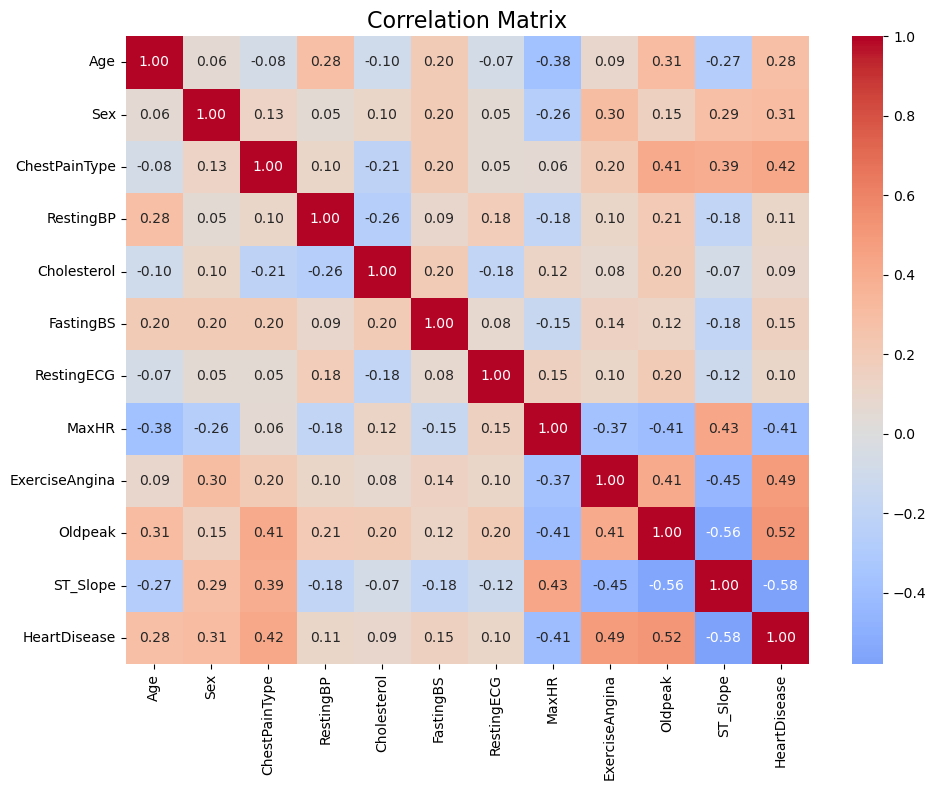 Correlation Matrix
Age 1.00 0.06 -0.08 0.28 -0.10 0.20 -0.07 -0.38 0.09 0.31 -0.27 0.28
Sex 0.06 1.00 0.13 0.05 0.10 0.20 0.05 -0.26 0.30 0.15 0.29 0.31
ChestPainType -0.08 0.13 1.00 0.10 -0.21 0.20 0.05 0.06 0.20 0.41 0.39 0.42
RestingBP 0.28 0.05 0.10 1.00 -0.26 0.09 0.18 -0.18 0.10 0.21 -0.18 0.11
Cholesterol -0.10 0.10 -0.21 -0.26 1.00 0.20 -0.18 0.12 0.08 0.20 -0.07 0.09
FastingBS 0.20 0.20 0.20 0.09 0.20 1.00 0.08 -0.15 0.14 0.12 -0.18 0.15
RestingECG -0.07 0.05 0.05 0.18 -0.18 0.08 1.00 0.15 0.10 0.20 -0.12 0.10
MaxHR -0.38 -0.26 0.06 -0.18 0.12 -0.15 0.15 1.00 -0.37 -0.41 0.43 -0.41
ExerciseAngina 0.09 0.30 0.20 0.10 0.08 0.14 0.10 -0.37 1.00 0.41 -0.45 0.49
Oldpeak 0.31 0.15 0.41 0.21 0.20 0.12 0.20 -0.41 0.41 1.00 -0.56 0.52
ST_Slope -0.27 0.29 0.39 -0.18 -0.07 -0.18 -0.12 0.43 -0.45 -0.56 1.00 -0.58
HeartDisease 0.28 0.31 0.42 0.11 0.09 0.15 0.10 -0.41 0.49 0.52 -0.58 1.00
Age
Sex
ChestPainType
RestingBP
Cholesterol
FastingBS
RestingECG
MaxHR
ExerciseAngina
Oldpeak
ST_Slope
HeartDisease
1.0
0.8
0.6
0.4
0.2
0.0
−0.2
−0.4